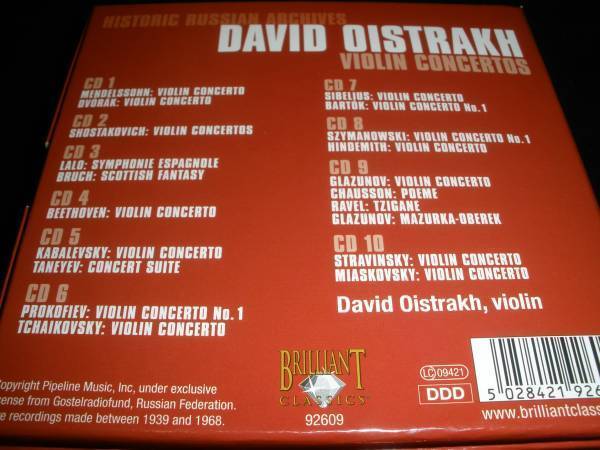 HISTORIC RUSSIAN ARCHIVES
DAVID OISTRAKH
VIOLIN CONCERTOS
CD 1
MENDELSSOHN: VIOLIN CONCERTO
DVORÁK: VIOLIN CONCERTO
CD 2
SHOSTAKOVICH: VIOLIN CONCERTOS
CD 3
LALO: SYMPHONIE ESPAGNOLE
BRUCH: SCOTTISH FANTASY
CD 4
BEETHOVEN: VIOLIN CONCERTO
CD 5
KABALEVSKY: VIOLIN CONCERTO
TANEYEV: CONCERT SUITE
CD 6
PROKOFIEV: VIOLIN CONCERTO No. 1
TCHAIKOVSKY: VIOLIN CONCERTO
CD 7
SIBELIUS: VIOLIN CONCERTO
BARTÓK: VIOLIN CONCERTO No. 1
CD 8
SZYMANOWSKI: VIOLIN CONCERTO No. 1
HINDEMITH: VIOLIN CONCERTO
CD 9
GLAZUNOV: VIOLIN CONCERTO
CHAUSSON: POEME
RAVEL: TZIGANE
GLAZUNOV: MAZURKA-OBEREK
CD 10
STRAVINSKY: VIOLIN CONCERTO
MIASKOVSKY: VIOLIN CONCERTO
David Oistrakh, violin
Copyright Pipeline Music, Inc, under exclusive
from Gostelradiofund, Russian Federation.
recordings made between 1939 and 1968.
BRILLIANT
CLASSICS
92609
LC 09421
DDD
5 028421 926
www.brilliantclas